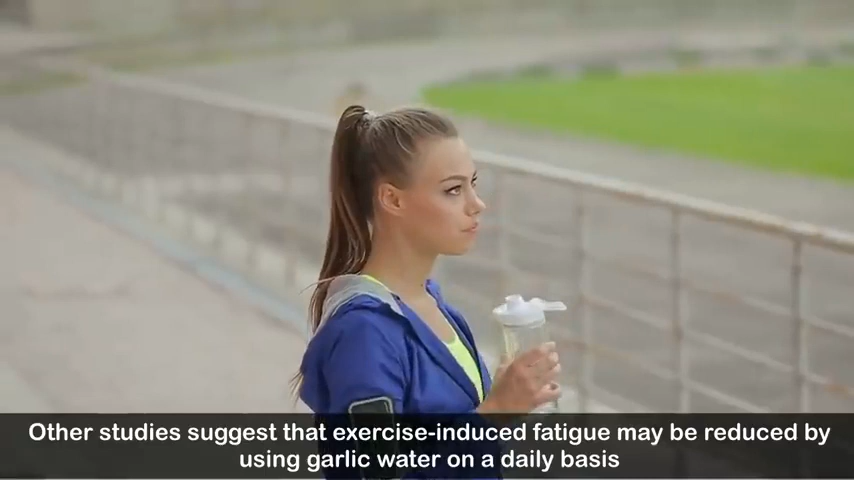 Other studies suggest that exercise-induced fatigue may be reduced by
using garlic water on a daily basis